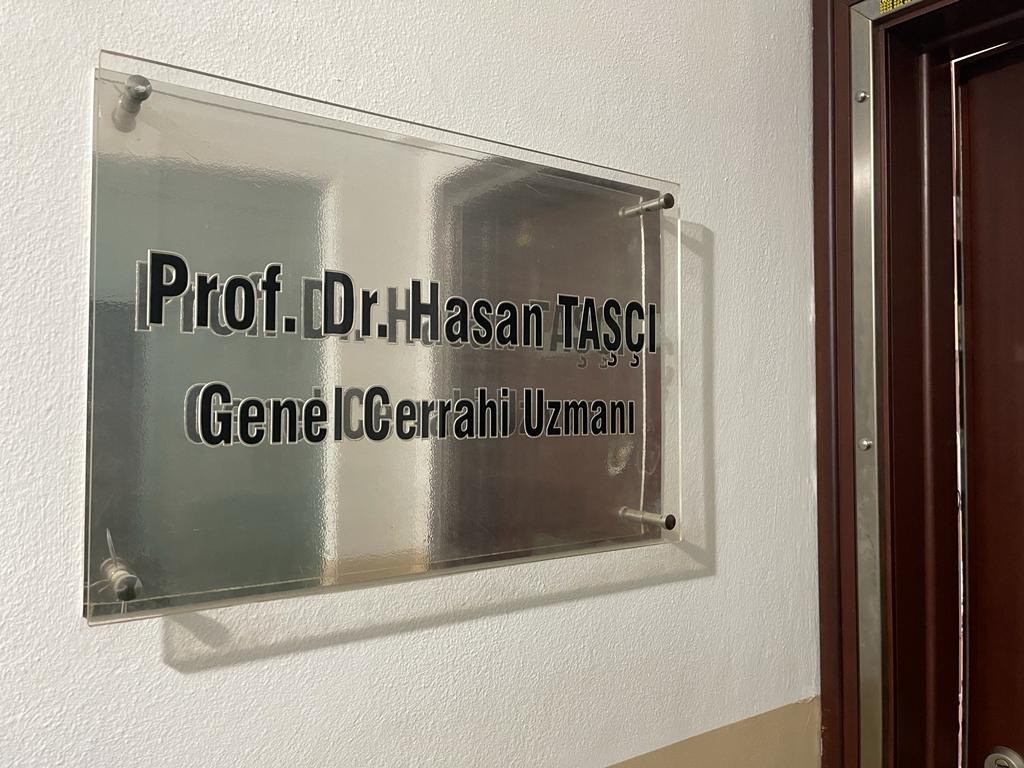 Prof. Dr. Hasan TAŞÇI
Genel Cerrahi Uzmanı